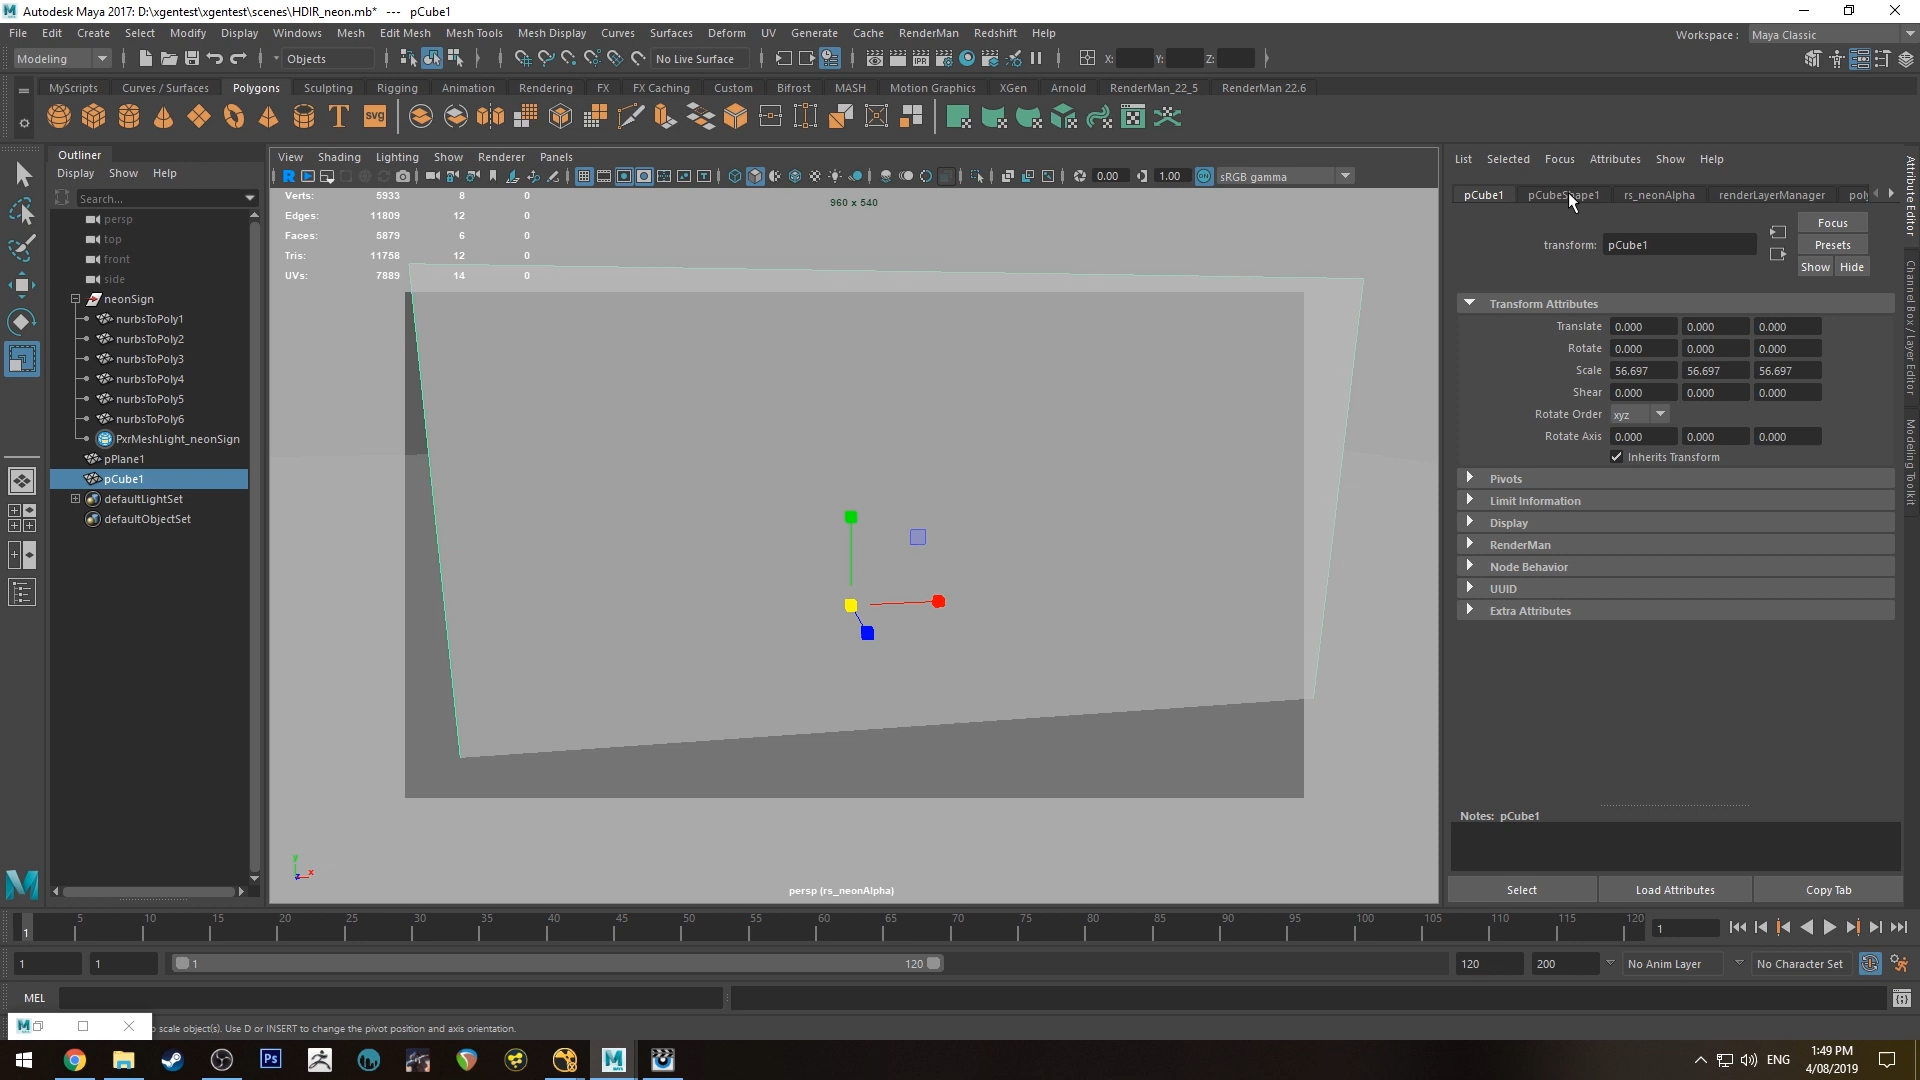 Autodesk Maya 2017: D:\xgentest\xgentest\scenes\HDIR_neon.mb*  ---  pCube1
File Edit Create Select Modify Display Windows Mesh Edit Mesh Mesh Tools Mesh Display Curves Surfaces Deform UV Generate Cache RenderMan Redshift Help
Workspace : Maya Classic
Modeling Objects No Live Surface IPR X: Y: Z:
MyScripts Curves / Surfaces Polygons Sculpting Rigging Animation Rendering FX FX Caching Custom Bifrost MASH Motion Graphics XGen Arnold RenderMan_22_5 RenderMan 22.6
T SVG
Outliner
Display Show Help
Search...
persp
top
front
side
neonSign
nurbsToPoly1
nurbsToPoly2
nurbsToPoly3
nurbsToPoly4
nurbsToPoly5
nurbsToPoly6
PxrMeshLight_neonSign
pPlane1
pCube1
defaultLightSet
defaultObjectSet
View Shading Lighting Show Renderer Panels
R 0.00 1.00 ON sRGB gamma
Verts: 5933 8 0
Edges: 11809 12 0
Faces: 5879 6 0
Tris: 11758 12 0
UVs: 7889 14 0
960 x 540
y
x
z
persp (rs_neonAlpha)
List Selected Focus Attributes Show Help
pCube1 pCubeShape1 rs_neonAlpha renderLayerManager pol
transform: pCube1
Focus
Presets
Show Hide
Transform Attributes
Translate 0.000 0.000 0.000
Rotate 0.000 0.000 0.000
Scale 56.697 56.697 56.697
Shear 0.000 0.000 0.000
Rotate Order xyz
Rotate Axis 0.000 0.000 0.000
Inherits Transform
Pivots
Limit Information
Display
RenderMan
Node Behavior
UUID
Extra Attributes
Notes: pCube1
Select Load Attributes Copy Tab
Attribute Editor
Channel Box / Layer Editor
Modeling Toolkit
5 10 15 20 25 30 35 40 45 50 55 60 65 70 75 80 85 90 95 100 105 110 115 120
1 1
1 1 1 120 120 200 No Anim Layer No Character Set
MEL
scale object(s). Use D or INSERT to change the pivot position and axis orientation.
Ps MAYA ENG 1:49 PM
4/08/2019